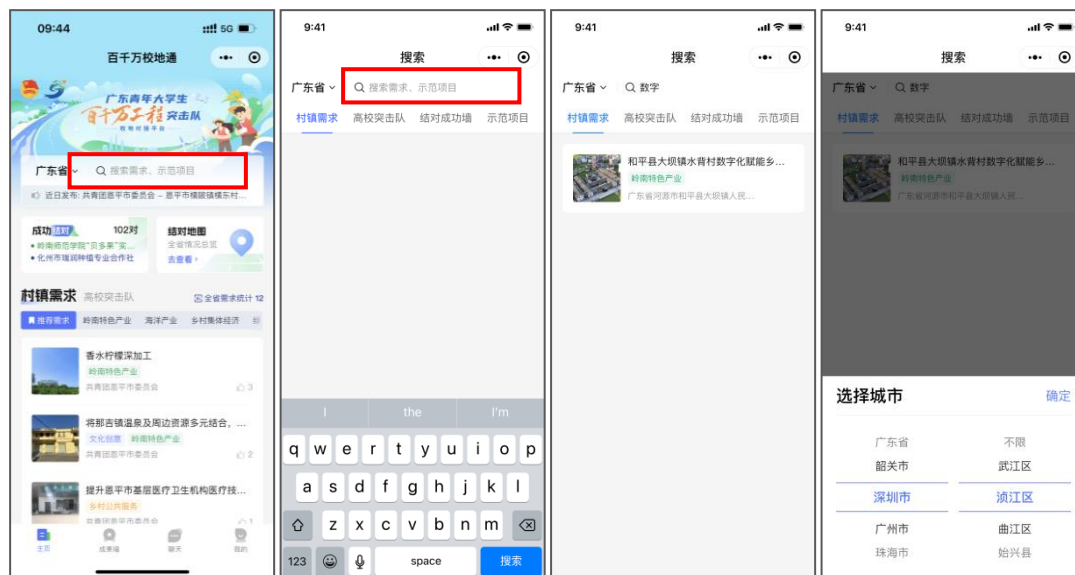 09:44
5G
百千万校地通
广东青年大学生
百千万工程突击队
校地对接平台
广东省
搜索需求、示范项目
近日发布: 共青团恩平市委员会 – 恩平市横陂镇横东村...
成功结对
102对
• 岭南师范学院“贝多果”实...
• 化州市瑞润种植专业合作社
结对地图
全省情况总览
去查看
村镇需求
高校突击队
全省需求统计 12
推荐需求
岭南特色产业
海洋产业
乡村集体经济
香水柠檬深加工
岭南特色产业
共青团恩平市委员会
3
将那吉镇温泉及周边资源多元结合，...
文化创意
岭南特色产业
共青团恩平市委员会
2
提升恩平市基层医疗卫生机构医疗技...
乡村公共服务
共青团恩平市委员会
1
主页
成果墙
聊天
我的
9:41
搜索
广东省
搜索需求、示范项目
村镇需求
高校突击队
结对成功墙
示范项目
I
the
I'm
q w e r t y u i o p
a s d f g h j k l
z x c v b n m
123
space
搜索
9:41
搜索
广东省
数字
村镇需求
高校突击队
结对成功墙
示范项目
和平县大坝镇水背村数字化赋能乡...
岭南特色产业
广东省河源市和平县大坝镇人民...
9:41
搜索
广东省
数字
村镇需求
高校突击队
结对成功墙
示范项目
和平县大坝镇水背村数字化赋能乡...
岭南特色产业
广东省河源市和平县大坝镇人民...
选择城市
确定
广东省
不限
韶关市
武江区
深圳市
浈江区
广州市
曲江区
珠海市
始兴县